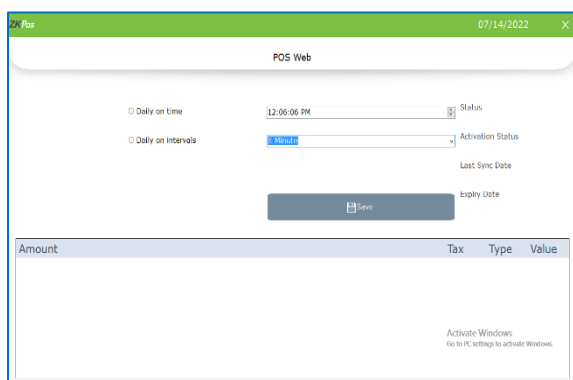 ZKPos 07/14/2022 X
POS Web
Daily on time 12:06:06 PM Status
Daily on intervals 1 Minute Activation Status
Last Sync Date
Expiry Date
Save
Amount Tax Type Value
Activate Windows
Go to PC settings to activate Windows.